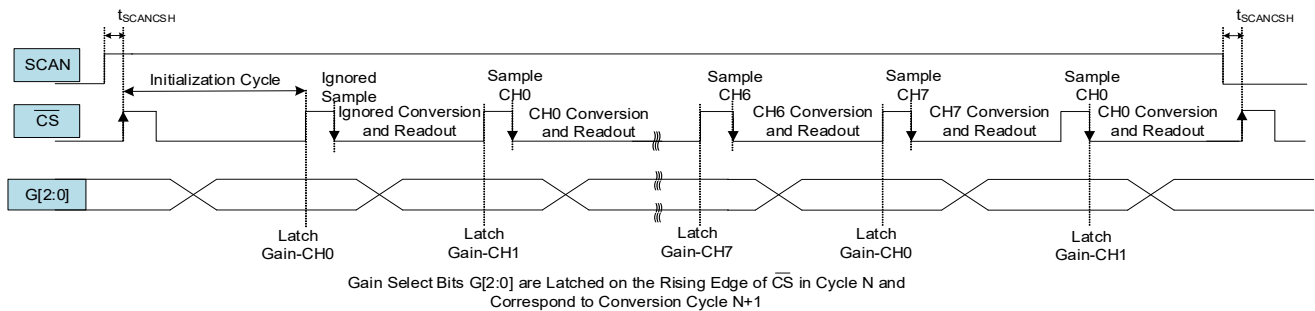 tSCANCSH
tSCANCSH
SCAN
Initialization Cycle
Ignored
Sample
Sample
CH0
Sample
CH6
Sample
CH7
Sample
CH0
CS
Ignored Conversion
and Readout
CH0 Conversion
and Readout
CH6 Conversion
and Readout
CH7 Conversion
and Readout
CH0 Conversion
and Readout
G[2:0]
Latch
Gain-CH0
Latch
Gain-CH1
Latch
Gain-CH7
Latch
Gain-CH0
Latch
Gain-CH1
Gain Select Bits G[2:0] are Latched on the Rising Edge of CS in Cycle N and
Correspond to Conversion Cycle N+1